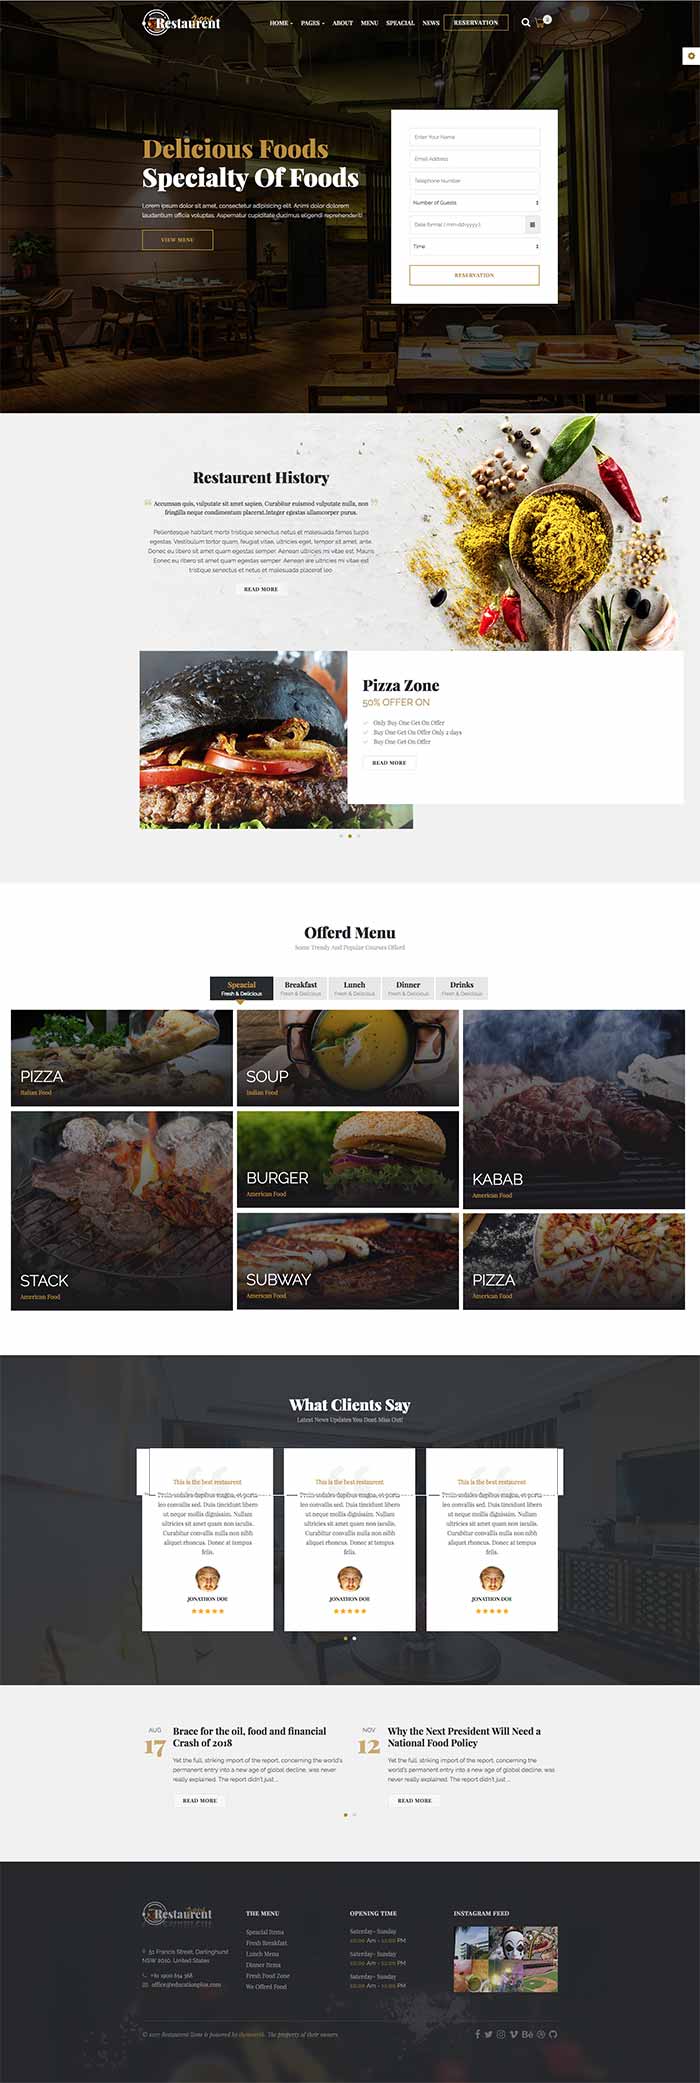 Restaurent
Zone
HOME
PAGES
ABOUT
MENU
SPEACIAL
NEWS
RESERVATION
Delicious Foods
Specialty Of Foods
Lorem ipsum dolor sit amet, consectetur adipisicing elit. Animi dolor dolorem
laudantium officia voluptas. Aspernatur cupiditate ducimus eligendi reprehenderit!
VIEW MENU
Enter Your Name
Email Address
Telephone Number
Number of Guests
Date format ( mm-dd-yyyy )
Time
RESERVATION
Restaurent History
Accumsan quis, vulputate sit amet sapien. Curabitur euismod vulputate nulla, non
fringilla neque condimentum placerst.Integer egestas ullamcorper purus.
Pellentesque habitant morbi tristique senectus netus et malesuada fames turpis
egestas. Vestibulum tortor quam, feugiat vitae, ultricies eget, tempor sit amet, ante.
Donec eu libero sit amet quam egestas semper. Aenean ultricies mi vitae est. Mauris
Donec eu libero sit amet quam egestas semper. Aenean ultricies mi vitae est
tristique senectus et netus et malesuada placerat leo
READ MORE
Pizza Zone
50% OFFER ON
Only Buy One Get On Offer
Buy One Get On Offer Only 2 days
Buy One Get On Offer
READ MORE
Offerd Menu
Some Trendy And Popular Courses Offerd
Speacial
Fresh & Delicious
Breakfast
Fresh & Delicious
Lunch
Fresh & Delicious
Dinner
Fresh & Delicious
Drinks
Fresh & Delicious
PIZZA
Italian Food
SOUP
Indian Food
KABAB
American Food
STACK
American Food
BURGER
American Food
SUBWAY
American Food
PIZZA
American Food
What Clients Say
Latest News Updates You Dont Miss Out!
This is the best restaurent
Proin sodales dapibus magna, et porta
leo convallis sed. Duis tincidunt libero
ut neque mollis dignissim. Nullam
ultricies sit amet quam non amet.
Curabitur convallis nulla non nibh
aliquet rhoncus. Donec at tempus
felis.
JONATHON DOE
This is the best restaurent
Proin sodales dapibus magna, et porta
leo convallis sed. Duis tincidunt libero
ut neque mollis dignissim. Nullam
ultricies sit amet quam non amet.
Curabitur convallis nulla non nibh
aliquet rhoncus. Donec at tempus
felis.
JONATHON DOE
This is the best restaurent
Proin sodales dapibus magna, et porta
leo convallis sed. Duis tincidunt libero
ut neque mollis dignissim. Nullam
ultricies sit amet quam non amet.
Curabitur convallis nulla non nibh
aliquet rhoncus. Donec at tempus
felis.
JONATHON DOE
AUG
17
Brace for the oil, food and financial
Crash of 2018
Yet the full, striking import of the report, concerning the world's
permanent entry into a new age of global decline, was never
really explained. The report didn't just ...
READ MORE
NOV
12
Why the Next President Will Need a
National Food Policy
Yet the full, striking import of the report, concerning the
world's permanent entry into a new age of global decline, was
never really explained. The report didn't just ...
READ MORE
Restaurent
51 Francis Street, Darlinghurd
NSW 2010, United States
+61 1900 654 368
office@educationplus.com
THE MENU
Speacial Items
Fresh Breakfast
Lunch Menu
Dinner Items
Fresh Food Zone
We Offerd Food
OPENING TIME
Saterday- Sunday
10:00 Am - 12:00 PM
Saterday- Sunday
10:00 Am - 12:00 PM
Saterday- Sunday
10:00 Am - 12:00 PM
INSTAGRAM FEED
© 2017 Restaurent Zone is powered by themearth. The property of their owners.